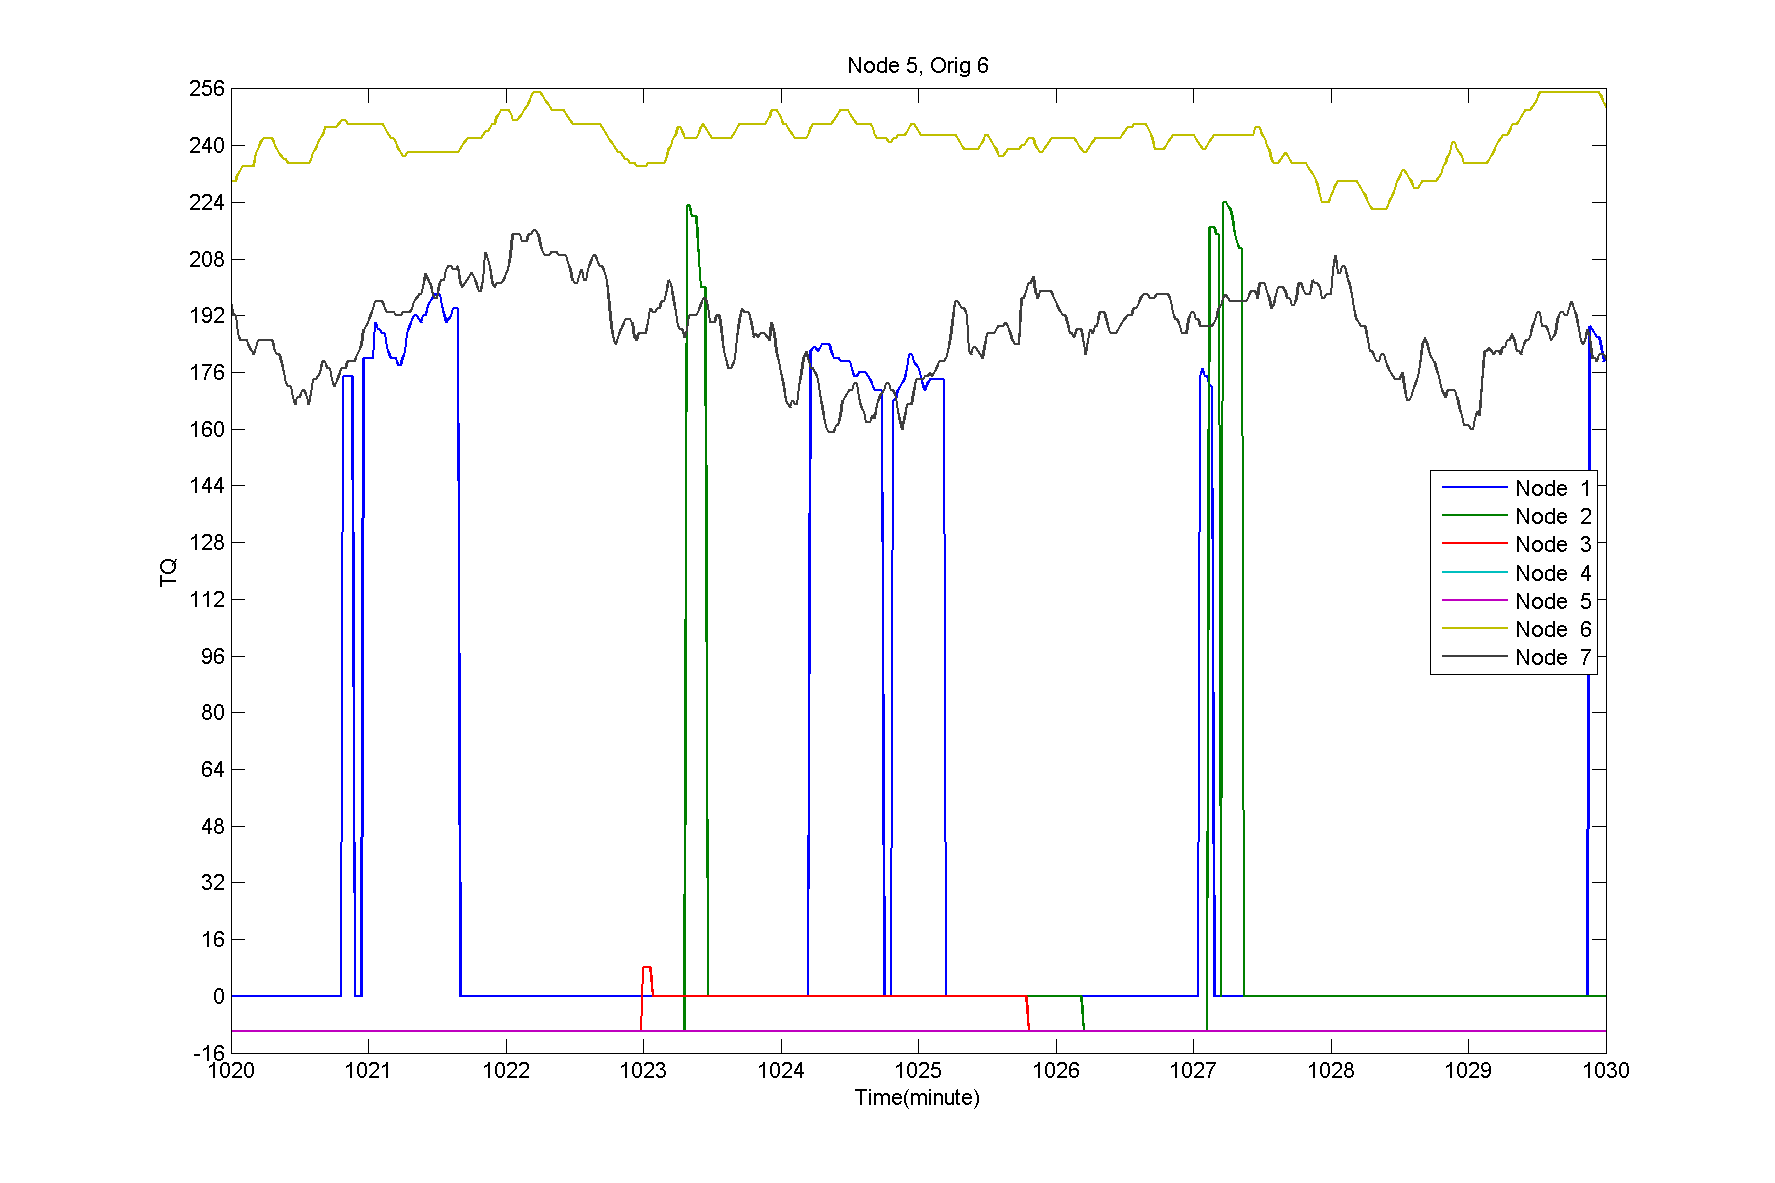 Node 5, Orig 6
256
240
224
208
192
176
160
144
128
112
96
80
64
48
32
16
0
-16
TQ
Node 1
Node 2
Node 3
Node 4
Node 5
Node 6
Node 7
1020 1021 1022 1023 1024 1025 1026 1027 1028 1029 1030
Time(minute)